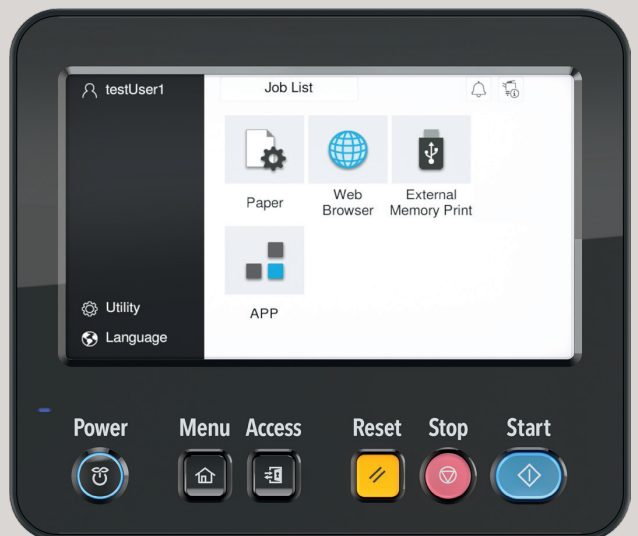 testUser1
Job List
Paper
Web
Browser
External
Memory Print
APP
Utility
Language
Power
Menu
Access
Reset
Stop
Start